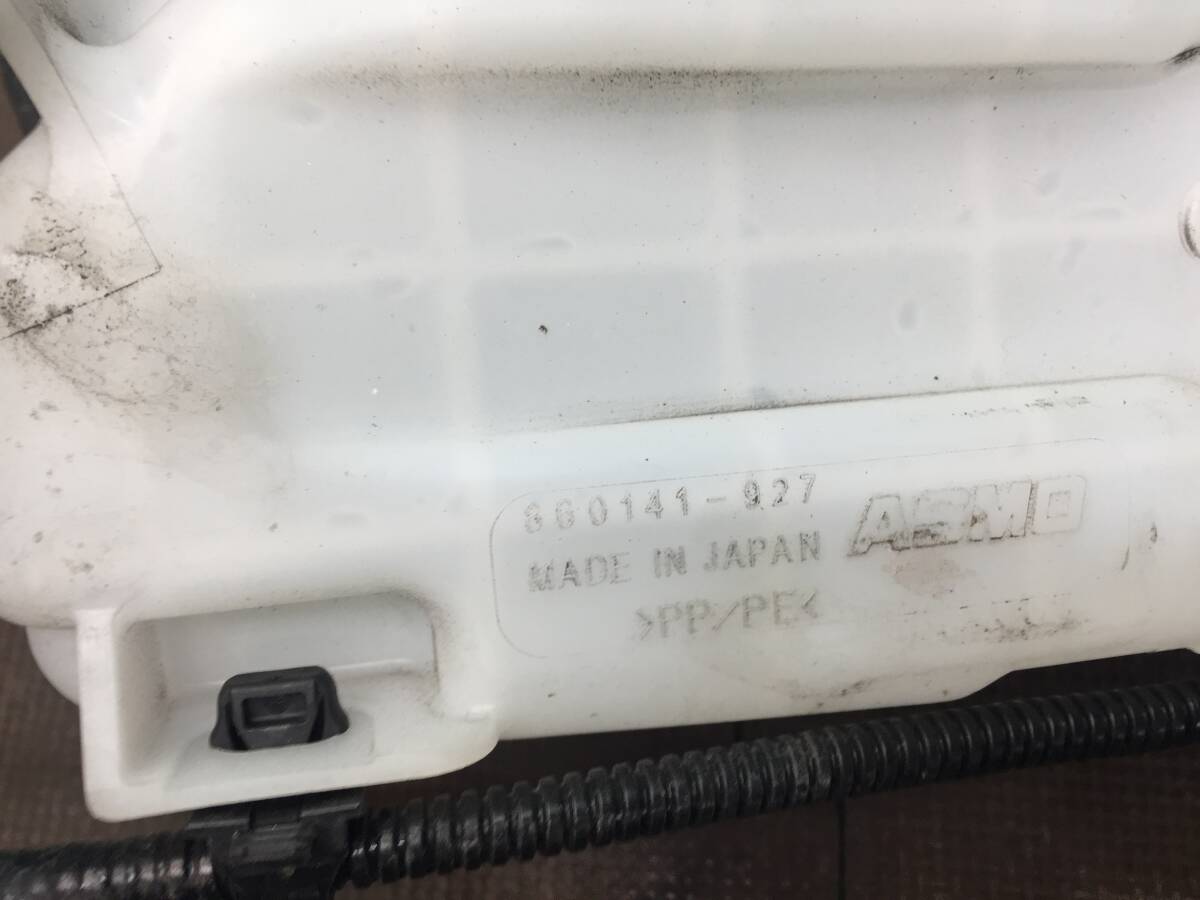 860141-927
MADE IN JAPAN
ASMO
>PP/PE<